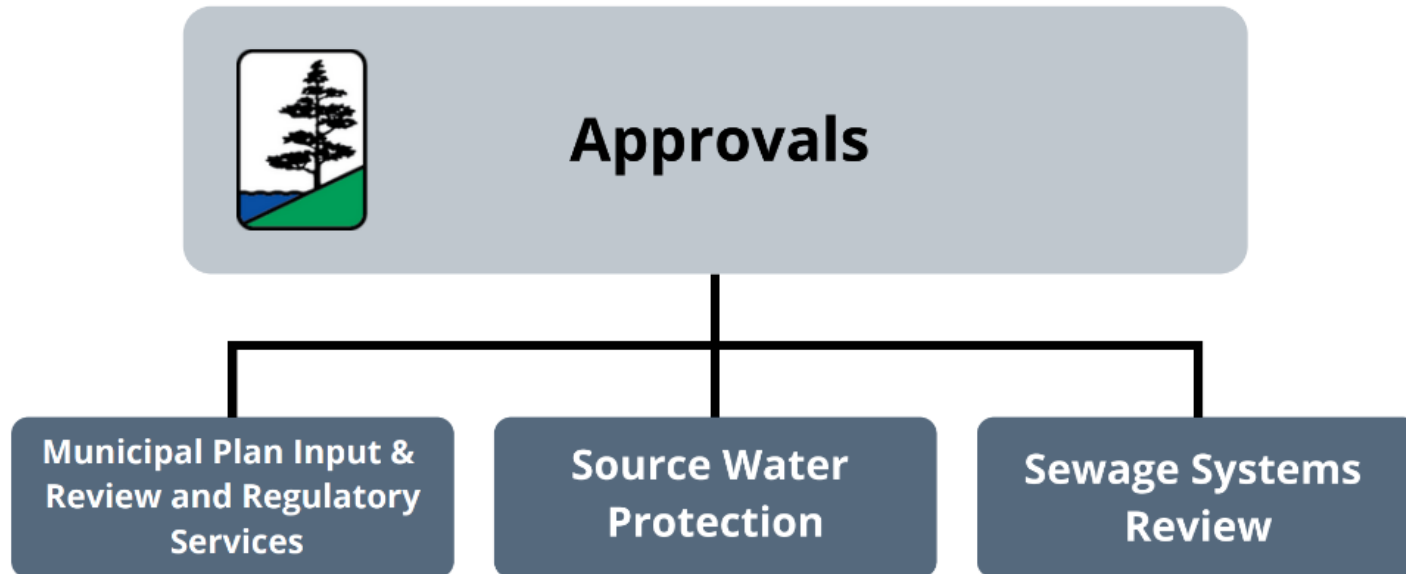 Approvals
Municipal Plan Input &
Review and Regulatory
Services
Source Water
Protection
Sewage Systems
Review